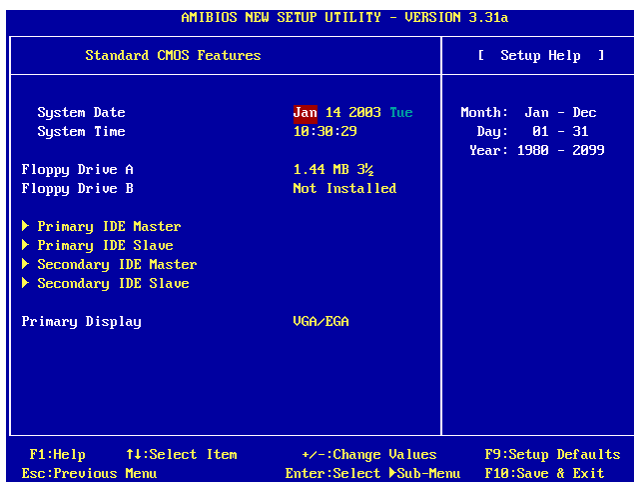 AMIBIOS NEW SETUP UTILITY - VERSION 3.31a
Standard CMOS Features
[ Setup Help ]
System Date Jan 14 2003 Tue
System Time 10:30:29
Month: Jan - Dec
Day: 01 - 31
Year: 1980 - 2099
Floppy Drive A 1.44 MB 3½
Floppy Drive B Not Installed
▶ Primary IDE Master
▶ Primary IDE Slave
▶ Secondary IDE Master
▶ Secondary IDE Slave
Primary Display VGA/EGA
F1:Help ↑↓:Select Item +/-:Change Values F9:Setup Defaults
Esc:Previous Menu Enter:Select ▶Sub-Menu F10:Save & Exit